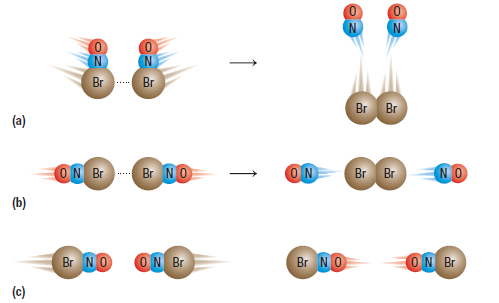 O O O O
N N N N
Br Br Br Br
(a)
O N Br Br N O O N Br Br N O
(b)
Br N O O N Br Br N O O N Br
(c)